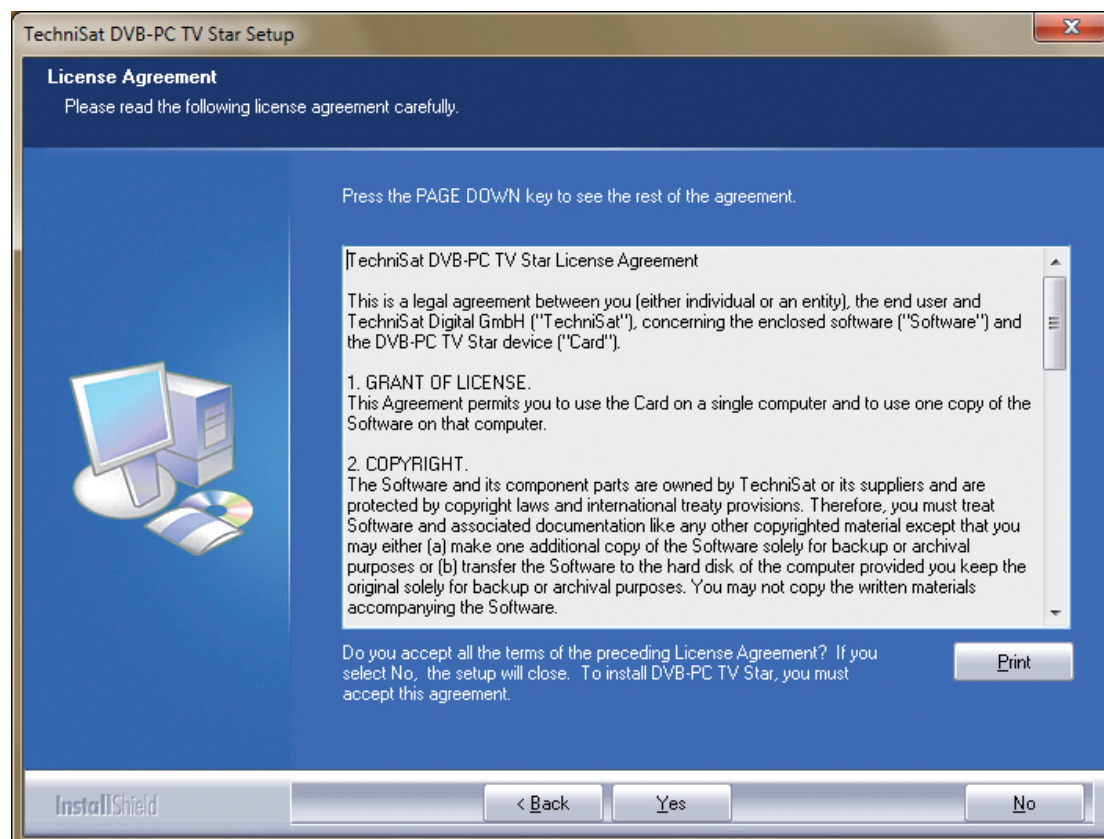 TechniSat DVB-PC TV Star Setup
License Agreement
Please read the following license agreement carefully.
Press the PAGE DOWN key to see the rest of the agreement.
TechniSat DVB-PC TV Star License Agreement
This is a legal agreement between you (either individual or an entity), the end user and
TechniSat Digital GmbH ("TechniSat"), concerning the enclosed software ("Software") and
the DVB-PC TV Star device ("Card").
1. GRANT OF LICENSE.
This Agreement permits you to use the Card on a single computer and to use one copy of the
Software on that computer.
2. COPYRIGHT.
The Software and its component parts are owned by TechniSat or its suppliers and are
protected by copyright laws and international treaty provisions. Therefore, you must treat
Software and associated documentation like any other copyrighted material except that you
may either (a) make one additional copy of the Software solely for backup or archival
purposes or (b) transfer the Software to the hard disk of the computer provided you keep the
original solely for backup or archival purposes. You may not copy the written materials
accompanying the Software.
Do you accept all the terms of the preceding License Agreement? If you
select No, the setup will close. To install DVB-PC TV Star, you must
accept this agreement.
Print
InstallShield
< Back
Yes
No